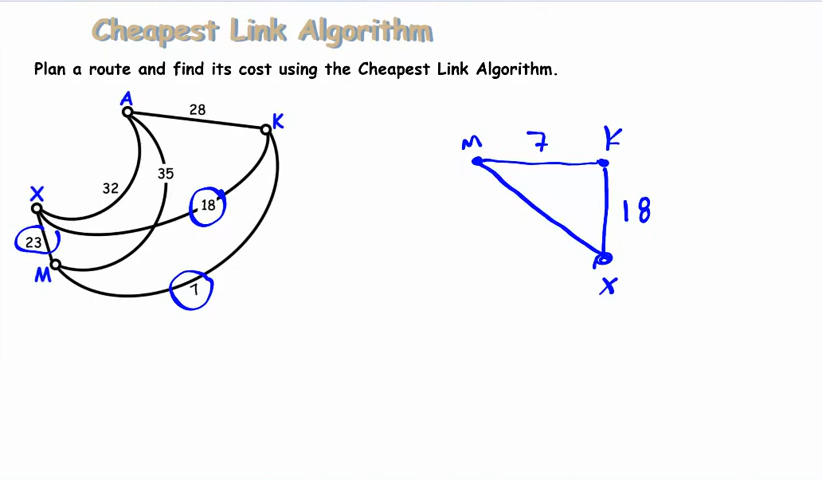 Cheapest Link Algorithm
Plan a route and find its cost using the Cheapest Link Algorithm.
A
28
K
M
7
K
35
32
X
18
18
23
M
7
X